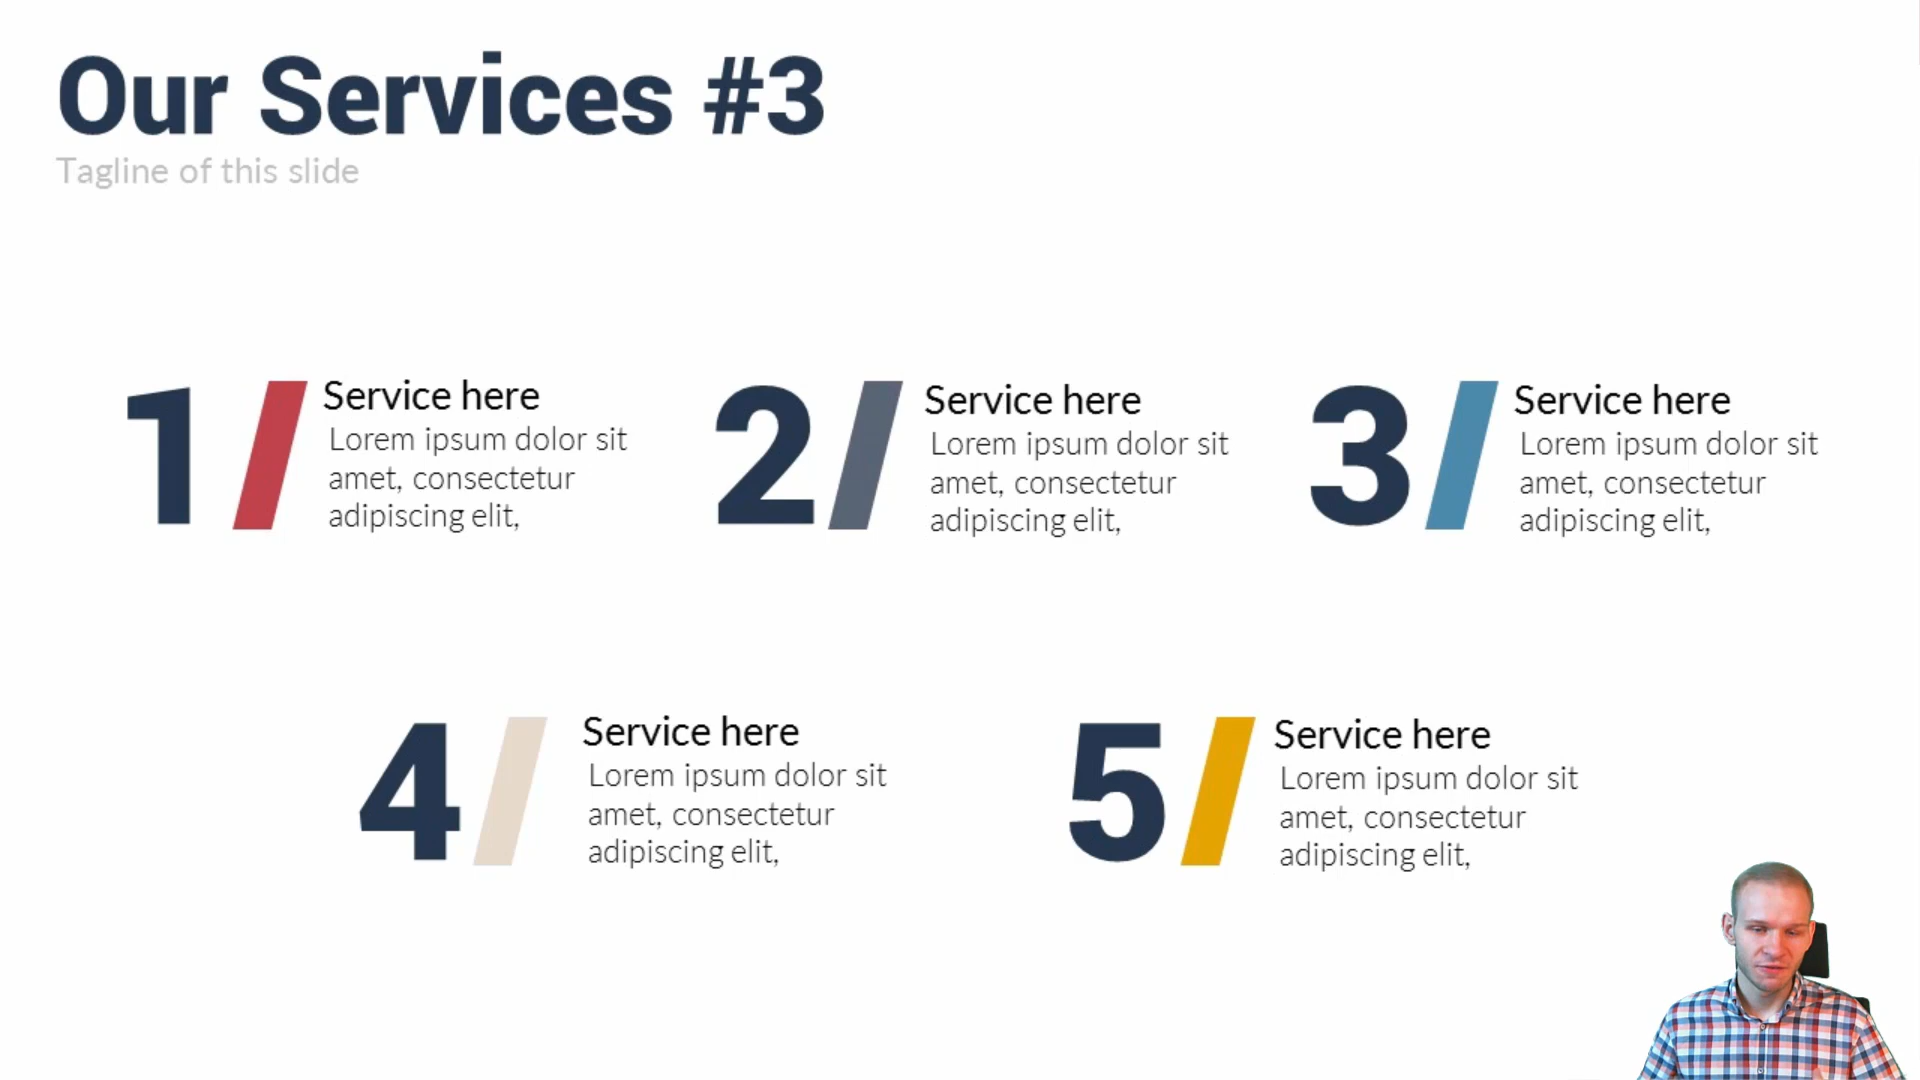 Our Services #3
Tagline of this slide
1
Service here
Lorem ipsum dolor sit
amet, consectetur
adipiscing elit,
2
Service here
Lorem ipsum dolor sit
amet, consectetur
adipiscing elit,
3
Service here
Lorem ipsum dolor sit
amet, consectetur
adipiscing elit,
4
Service here
Lorem ipsum dolor sit
amet, consectetur
adipiscing elit,
5
Service here
Lorem ipsum dolor sit
amet, consectetur
adipiscing elit,